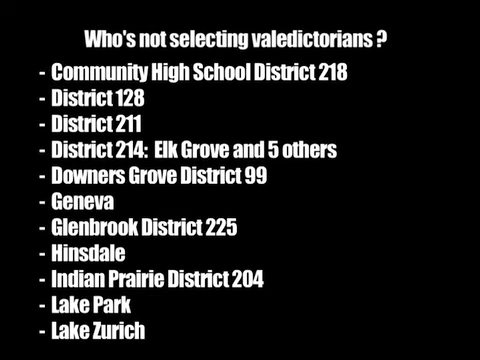 Who's not selecting valedictorians ?
- Community High School District 218
- District 128
- District 211
- District 214:  Elk Grove and 5 others
- Downers Grove District 99
- Geneva
- Glenbrook District 225
- Hinsdale
- Indian Prairie District 204
- Lake Park
- Lake Zurich